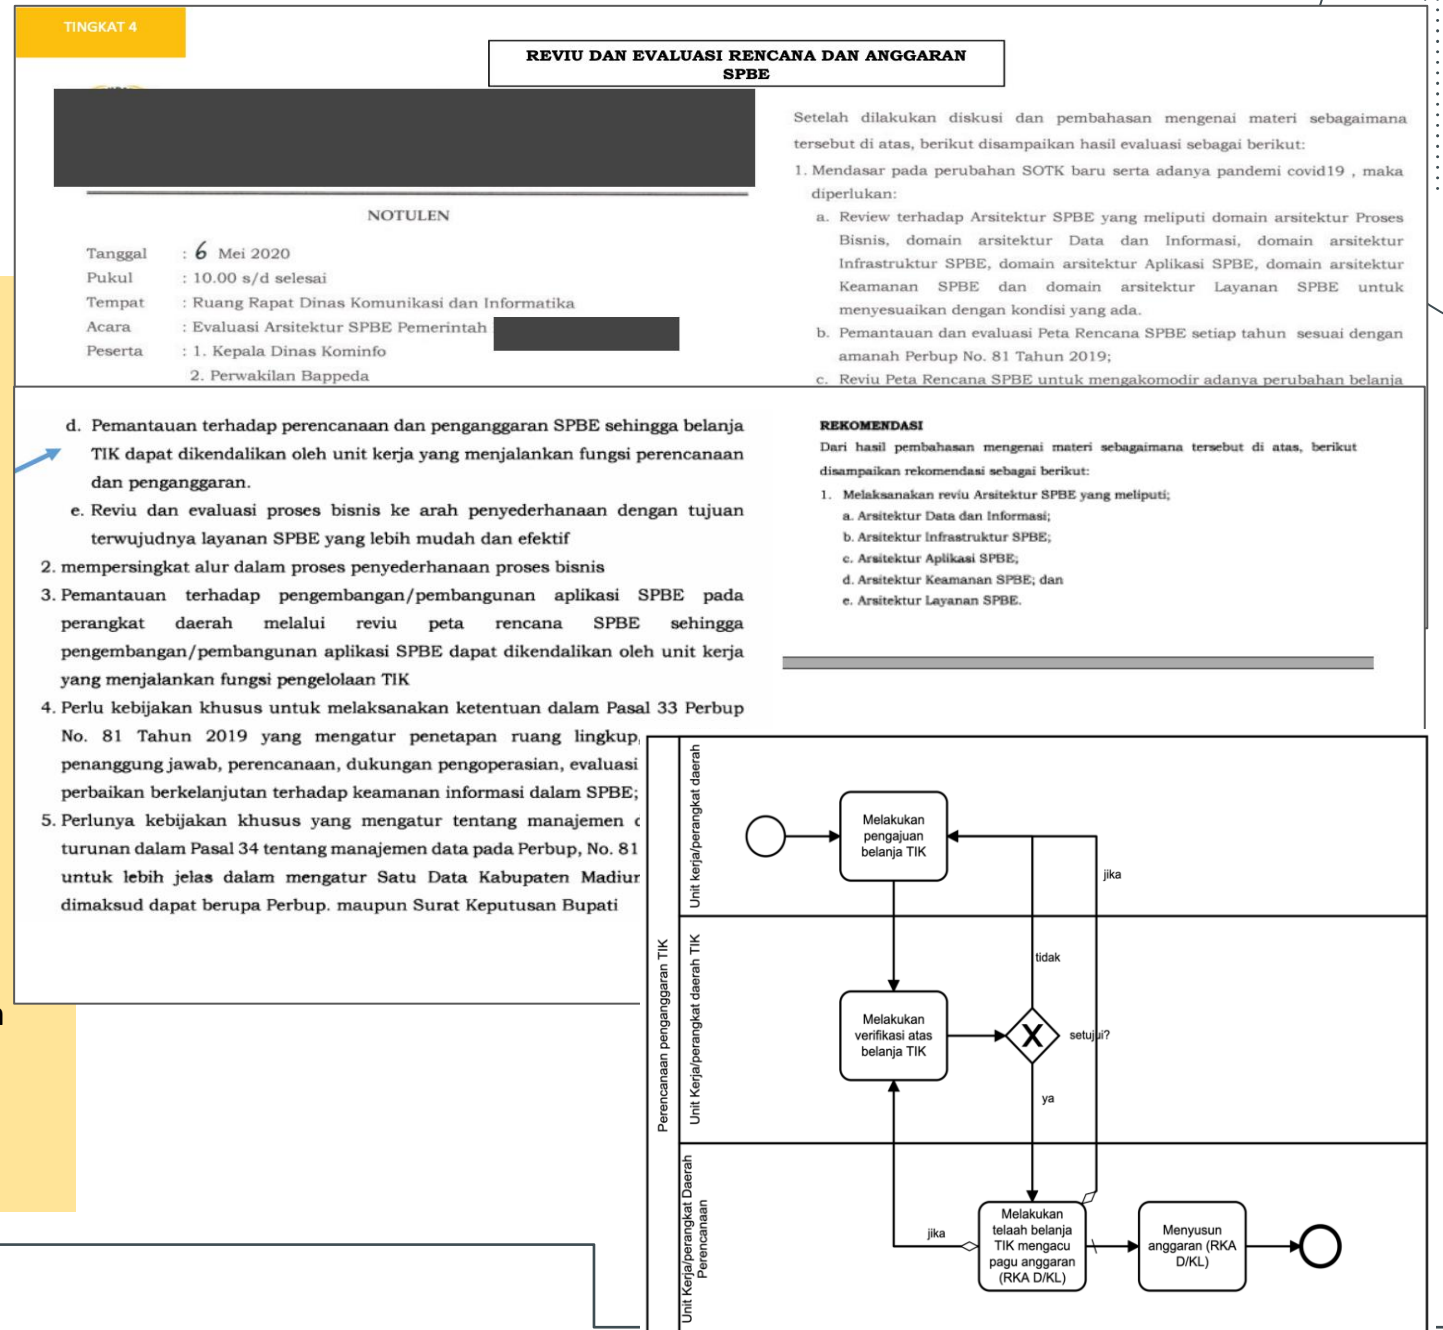 TINGKAT 4
REVIU DAN EVALUASI RENCANA DAN ANGGARAN
SPBE
NOTULEN
Tanggal : 6 Mei 2020
Pukul : 10.00 s/d selesai
Tempat : Ruang Rapat Dinas Komunikasi dan Informatika
Acara : Evaluasi Arsitektur SPBE Pemerintah
Peserta : 1. Kepala Dinas Kominfo
2. Perwakilan Bappeda
Setelah dilakukan diskusi dan pembahasan mengenai materi sebagaimana
tersebut di atas, berikut disampaikan hasil evaluasi sebagai berikut:
1. Mendasar pada perubahan SOTK baru serta adanya pandemi covid19 , maka
diperlukan:
a. Review terhadap Arsitektur SPBE yang meliputi domain arsitektur Proses
Bisnis, domain arsitektur Data dan Informasi, domain arsitektur
Infrastruktur SPBE, domain arsitektur Aplikasi SPBE, domain arsitektur
Keamanan SPBE dan domain arsitektur Layanan SPBE untuk
menyesuaikan dengan kondisi yang ada.
b. Pemantauan dan evaluasi Peta Rencana SPBE setiap tahun sesuai dengan
amanah Perbup No. 81 Tahun 2019;
c. Reviu Peta Rencana SPBE untuk mengakomodir adanya perubahan belanja
d. Pemantauan terhadap perencanaan dan penganggaran SPBE sehingga belanja
TIK dapat dikendalikan oleh unit kerja yang menjalankan fungsi perencanaan
dan penganggaran.
e. Reviu dan evaluasi proses bisnis ke arah penyederhanaan dengan tujuan
terwujudnya layanan SPBE yang lebih mudah dan efektif
2. mempersingkat alur dalam proses penyederhanaan proses bisnis
3. Pemantauan terhadap pengembangan/pembangunan aplikasi SPBE pada
perangkat daerah melalui reviu peta rencana SPBE sehingga
pengembangan/pembangunan aplikasi SPBE dapat dikendalikan oleh unit kerja
yang menjalankan fungsi pengelolaan TIK
4. Perlu kebijakan khusus untuk melaksanakan ketentuan dalam Pasal 33 Perbup
No. 81 Tahun 2019 yang mengatur penetapan ruang lingkup,
penanggung jawab, perencanaan, dukungan pengoperasian, evaluasi
perbaikan berkelanjutan terhadap keamanan informasi dalam SPBE;
5. Perlunya kebijakan khusus yang mengatur tentang manajemen
turunan dalam Pasal 34 tentang manajemen data pada Perbup, No. 81
untuk lebih jelas dalam mengatur Satu Data Kabupaten Madiun
dimaksud dapat berupa Perbup. maupun Surat Keputusan Bupati
REKOMENDASI
Dari hasil pembahasan mengenai materi sebagaimana tersebut di atas, berikut
disampaikan rekomendasi sebagai berikut:
1. Melaksanakan reviu Arsitektur SPBE yang meliputi;
a. Arsitektur Data dan Informasi;
b. Arsitektur Infrastruktur SPBE;
c. Arsitektur Aplikasi SPBE;
d. Arsitektur Keamanan SPBE; dan
e. Arsitektur Layanan SPBE.
Perencanaan penganggaran TIK
Unit kerja/perangkat daerah
Melakukan
pengajuan
belanja TIK
jika
Unit Kerja/perangkat daerah TIK
tidak
Melakukan
verifikasi atas
belanja TIK
X
setujui?
ya
Unit Kerja/perangkat Daerah
Perencanaan
jika
Melakukan
telaah belanja
TIK mengacu
pagu anggaran
(RKA D/KL)
Menyusun
anggaran (RKA
D/KL)